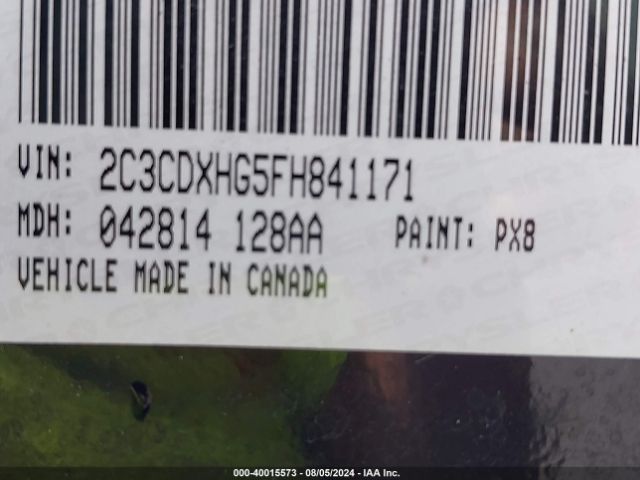 VIN: 2C3CDXHG5FH841171
MDH: 042814 128AA PAINT: PX8
VEHICLE MADE IN CANADA
000-40015573 - 08/05/2024 - IAA Inc.